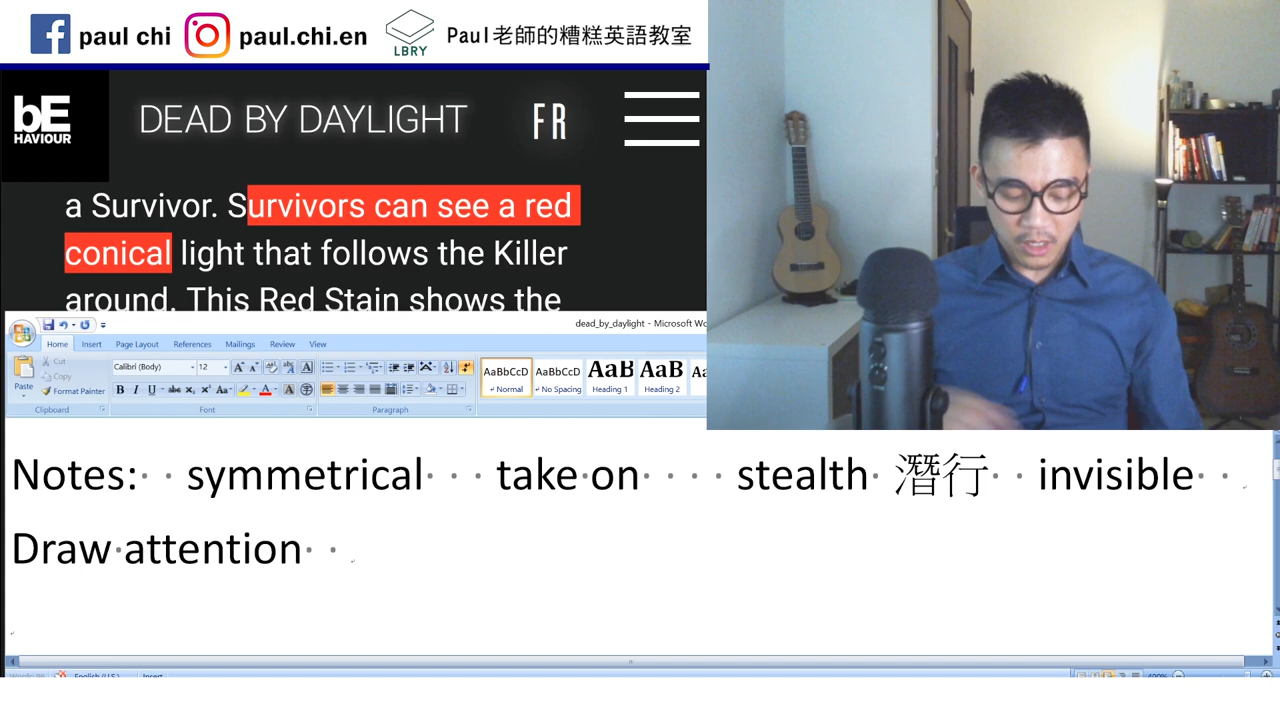 paul chi paul.chi.en LBRY Paul老師的糟糕英語教室
bE HAVIOUR DEAD BY DAYLIGHT FR
a Survivor. Survivors can see a red
conical light that follows the Killer
around. This Red Stain shows the
dead_by_daylight - Microsoft Wo
Home Insert Page Layout References Mailings Review View
Cut
Copy
Format Painter
Paste
Calibri (Body) 12
AaBbCcD AaBbCcD AaB AaB Aa
Normal No Spacing Heading 1 Heading 2
Clipboard Font Paragraph
Notes: symmetrical take on stealth 潛行 invisible
Draw attention
English (U.S.) Insert